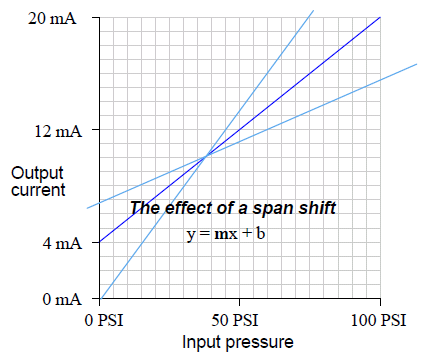 20 mA
12 mA
Output
current
The effect of a span shift
y = mx + b
4 mA
0 mA
0 PSI 50 PSI 100 PSI
Input pressure